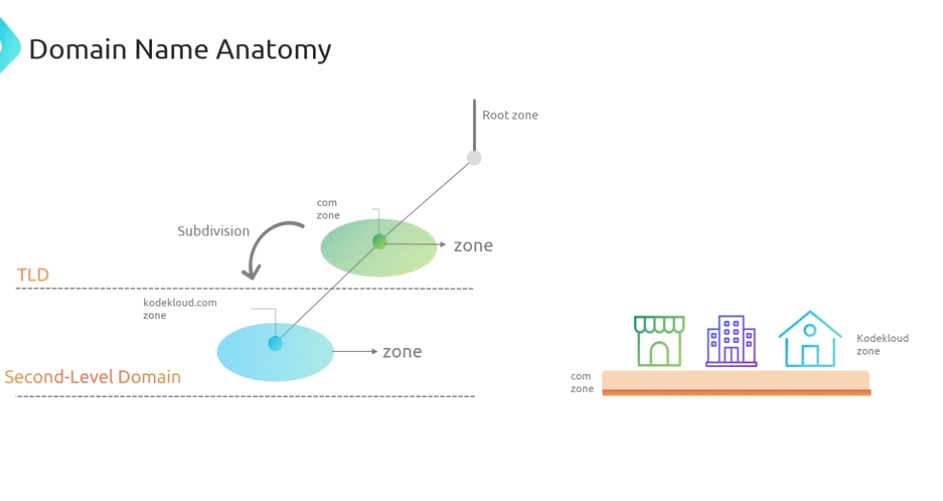 Domain Name Anatomy
Root zone
com
zone
Subdivision
zone
TLD
kodekloud.com
zone
zone
Second-Level Domain
Kodekloud
zone
com
zone